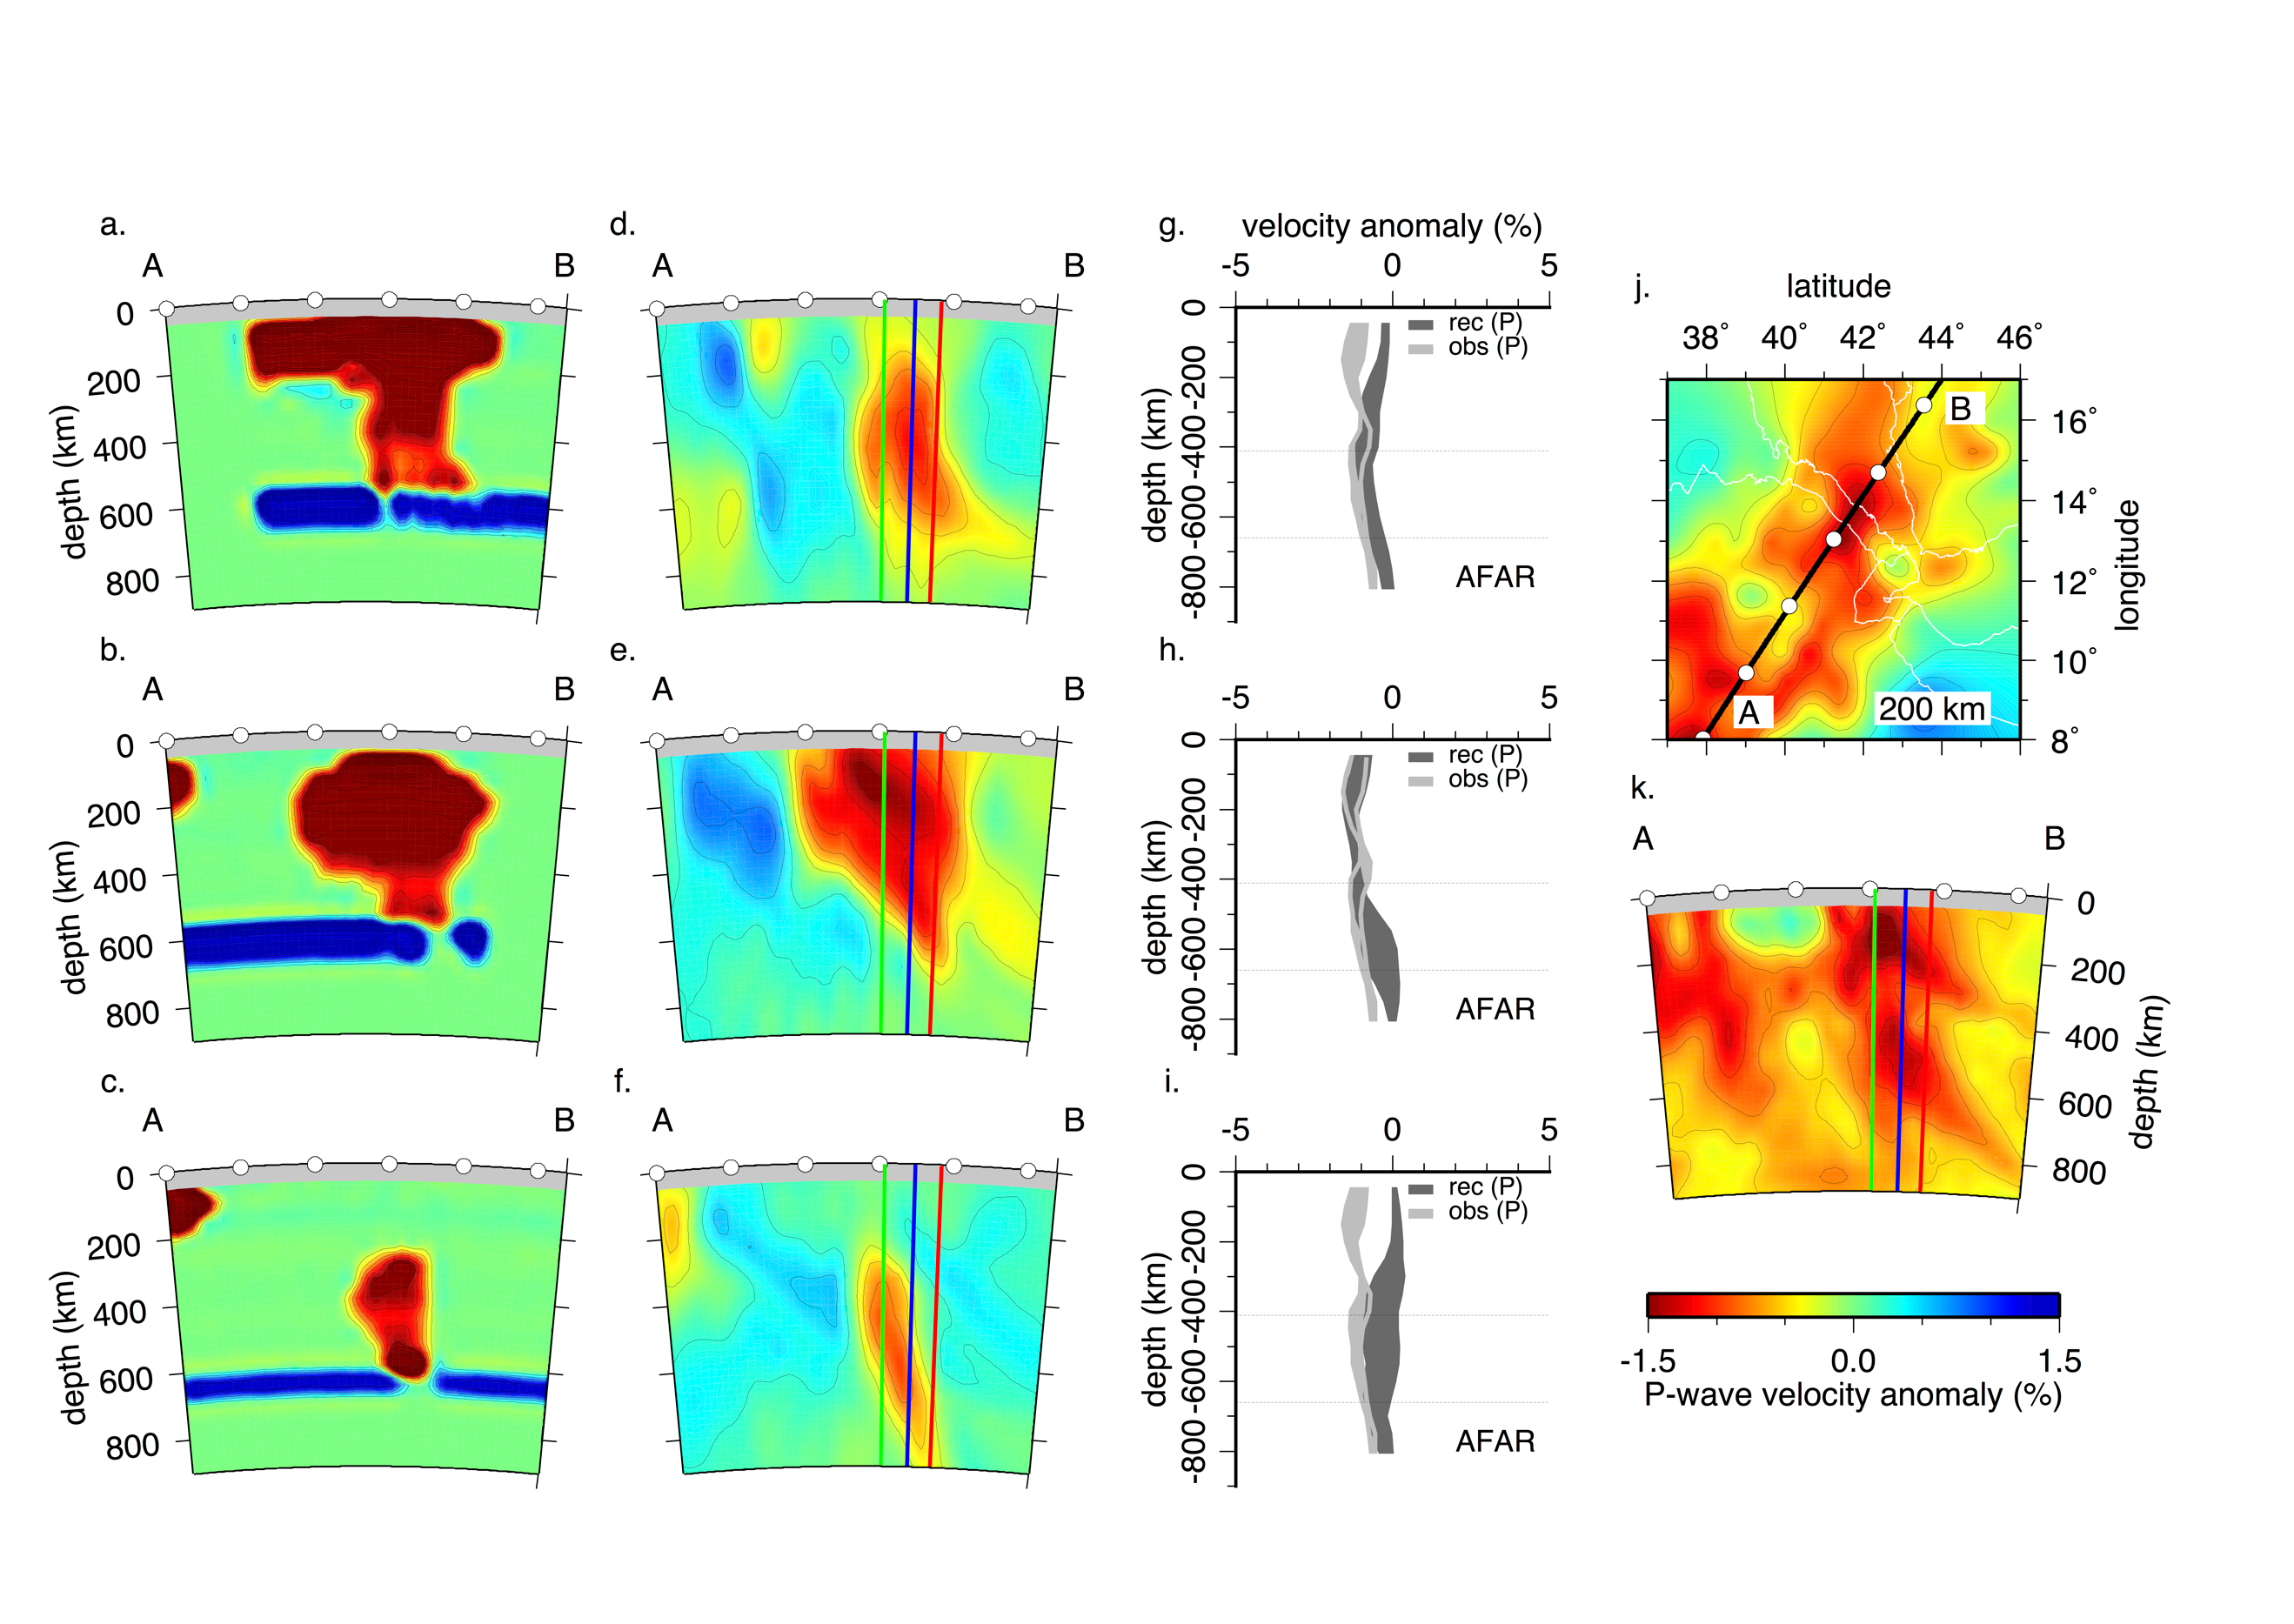 a.
A B
0
200
400
600
800
depth (km)
d.
A B
g. velocity anomaly (%)
-5 0 5
0
-200
-400
-600
-800
depth (km)
rec (P)
obs (P)
AFAR
j. latitude
38° 40° 42° 44° 46°
B
16°
14°
12°
10°
8°
longitude
A
200 km
b.
A B
0
200
400
600
800
depth (km)
e.
A B
h.
-5 0 5
0
-200
-400
-600
-800
depth (km)
rec (P)
obs (P)
AFAR
k.
A B
0
200
400
600
800
depth (km)
c.
A B
0
200
400
600
800
depth (km)
f.
A B
i.
-5 0 5
0
-200
-400
-600
-800
depth (km)
rec (P)
obs (P)
AFAR
-1.5 0.0 1.5
P-wave velocity anomaly (%)